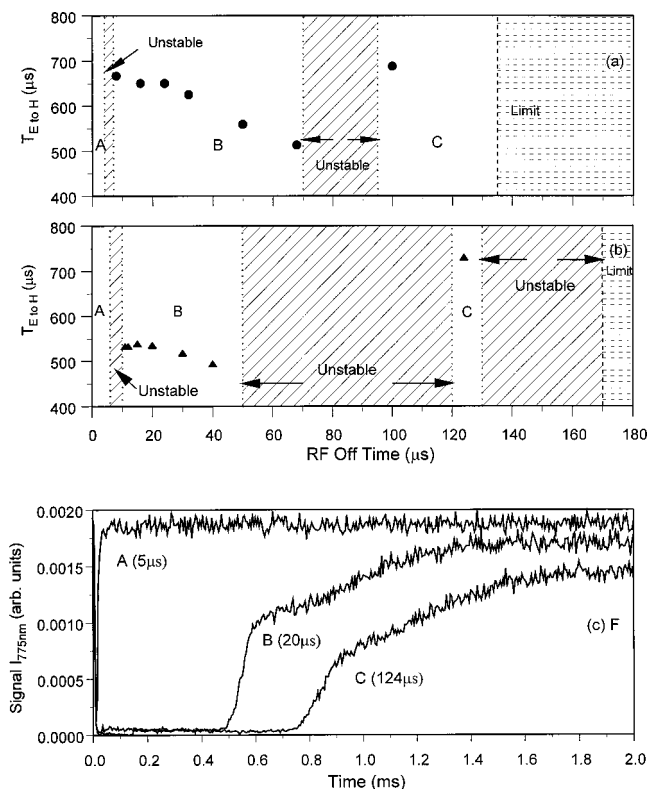 800
700
600
500
400
T E to H (μs)
Unstable
A
B
Unstable
C
Limit
(a)
800
700
600
500
400
T E to H (μs)
A
B
Unstable
Unstable
C
Unstable
(b)
Limit
0 20 40 60 80 100 120 140 160 180
RF Off Time (μs)
0.0020
0.0015
0.0010
0.0005
0.0000
Signal I775nm (arb. units)
A (5μs)
B (20μs)
C (124μs)
(c) F
0.0 0.2 0.4 0.6 0.8 1.0 1.2 1.4 1.6 1.8 2.0
Time (ms)